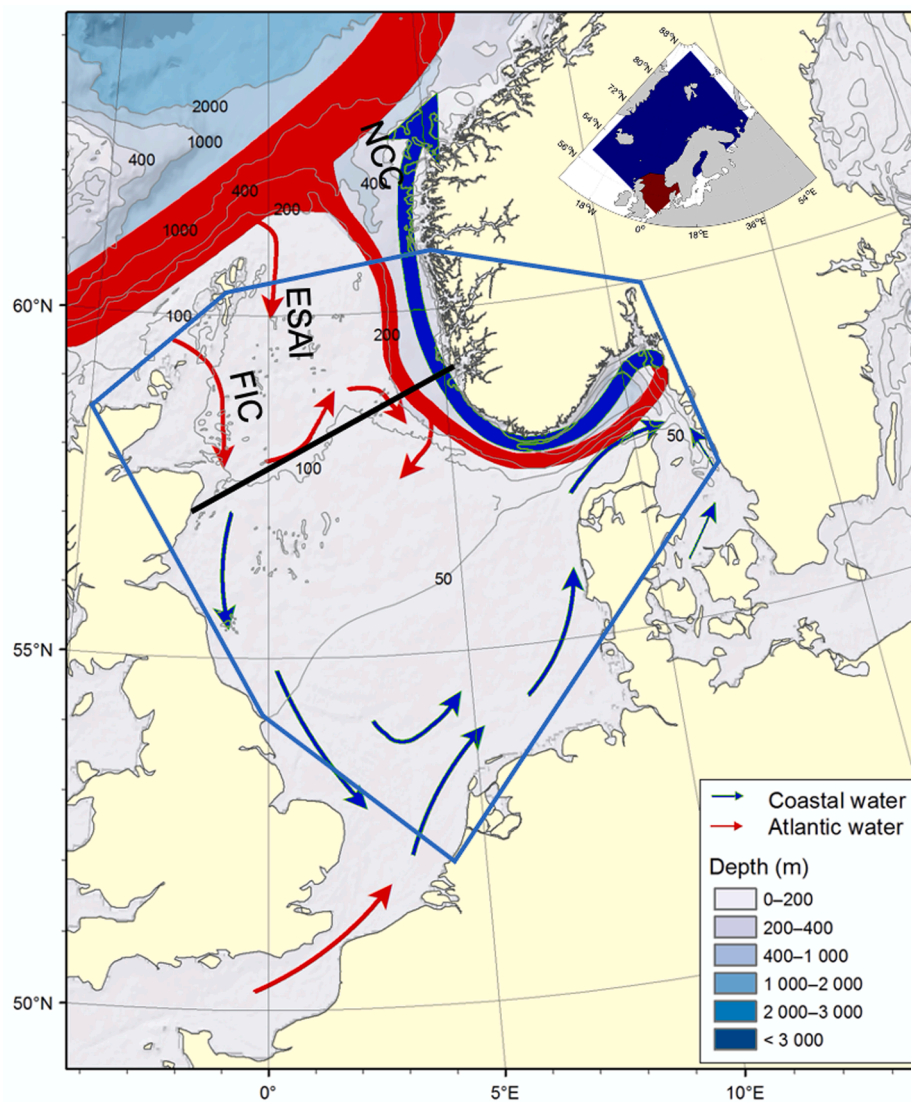 88°N
80°N
72°N
64°N
56°N
18°W
0°
18°E
36°E
54°E
2000
1000
400
NCC
400
400
200
1000
60°N
100
ESAI
200
FIC
50
100
50
55°N
Coastal water
Atlantic water
Depth (m)
0–200
200–400
400–1 000
1 000–2 000
2 000–3 000
< 3 000
50°N
0°
5°E
10°E